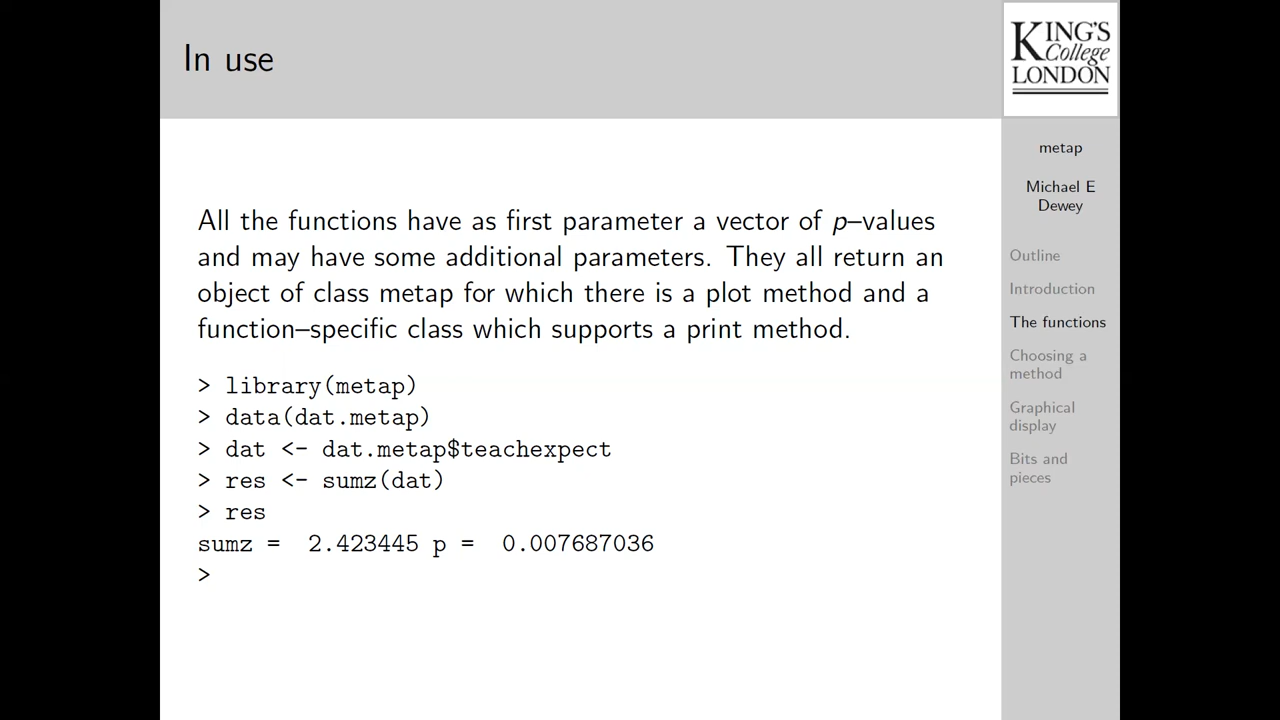 In use
KING'S
College
LONDON
metap
Michael E
Dewey
Outline
Introduction
The functions
Choosing a
method
Graphical
display
Bits and
pieces
All the functions have as first parameter a vector of p–values
and may have some additional parameters. They all return an
object of class metap for which there is a plot method and a
function–specific class which supports a print method.
> library(metap)
> data(dat.metap)
> dat <- dat.metap$teachexpect
> res <- sumz(dat)
> res
sumz =  2.423445 p =  0.007687036
>